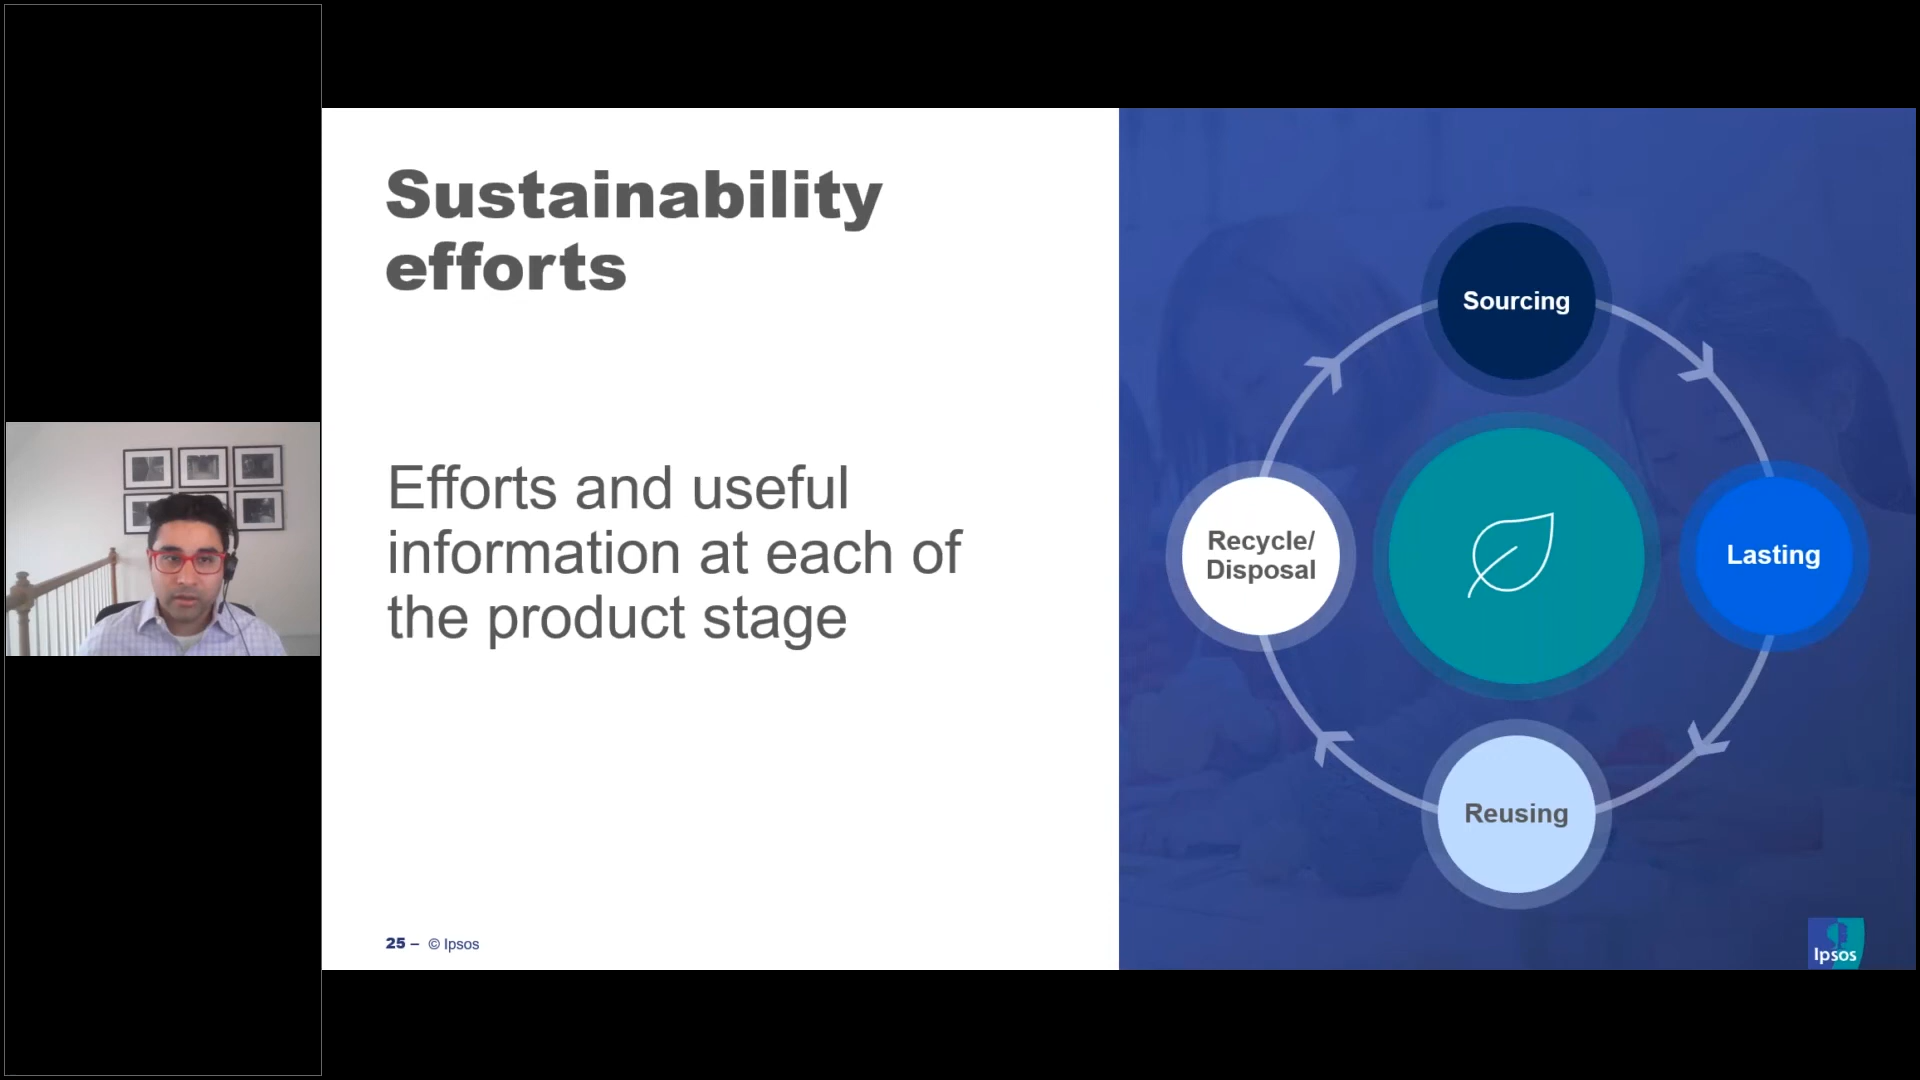 Sustainability
efforts
Efforts and useful
information at each of
the product stage
Sourcing
Lasting
Reusing
Recycle/
Disposal
25 – © Ipsos
Ipsos